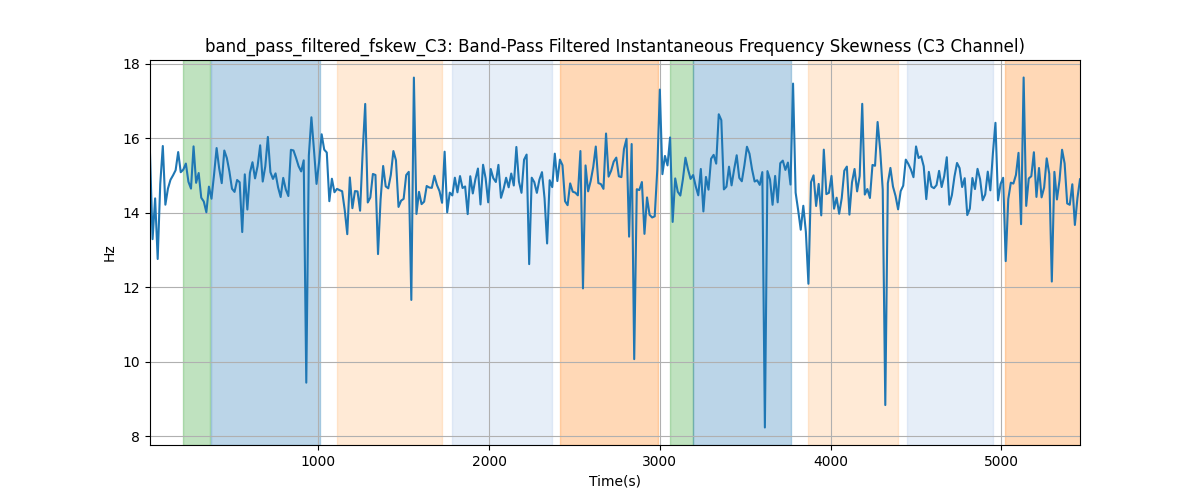 band_pass_filtered_fskew_C3: Band-Pass Filtered Instantaneous Frequency Skewness (C3 Channel)
18
16
14
12
10
8
Hz
1000 2000 3000 4000 5000
Time(s)